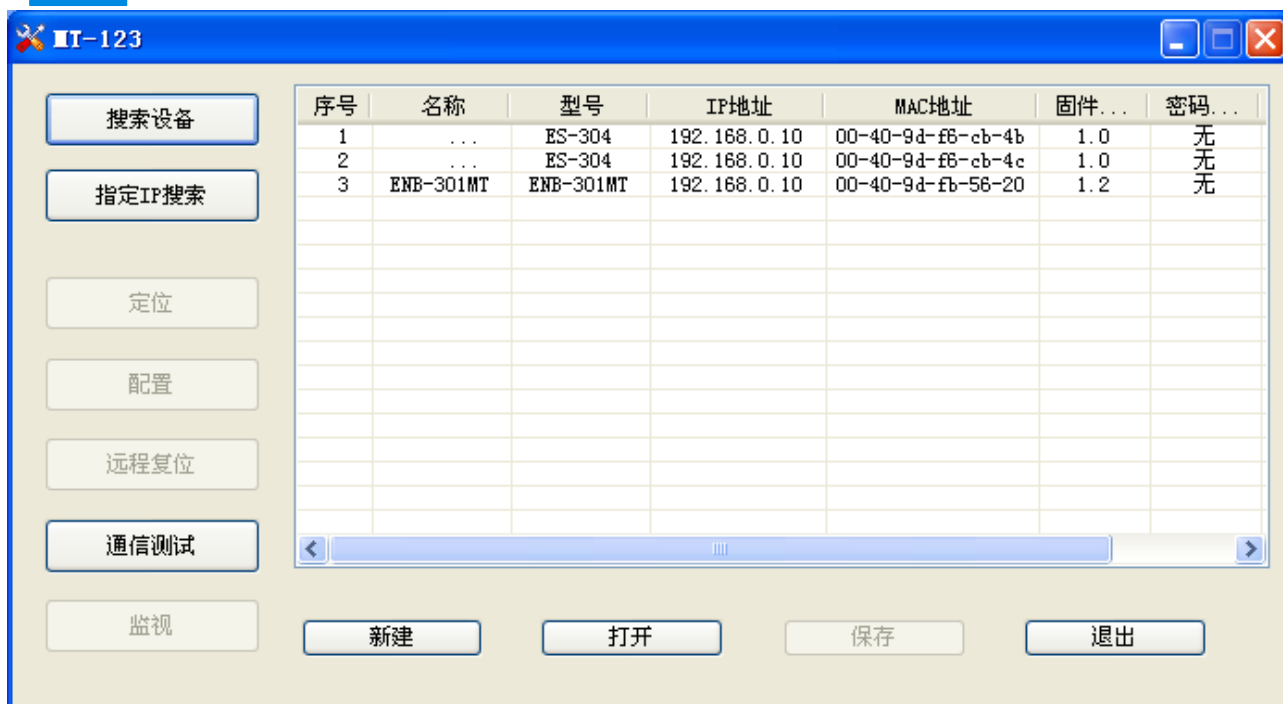 MT-123
搜索设备
指定IP搜索
定位
配置
远程复位
通信测试
监视
序号 名称 型号 IP地址 MAC地址 固件... 密码...
1 ... ES-304 192.168.0.10 00-40-9d-f6-cb-4b 1.0 无
2 ... ES-304 192.168.0.10 00-40-9d-f6-cb-4c 1.0 无
3 ENB-301MT ENB-301MT 192.168.0.10 00-40-9d-fb-56-20 1.2 无
新建 打开 保存 退出